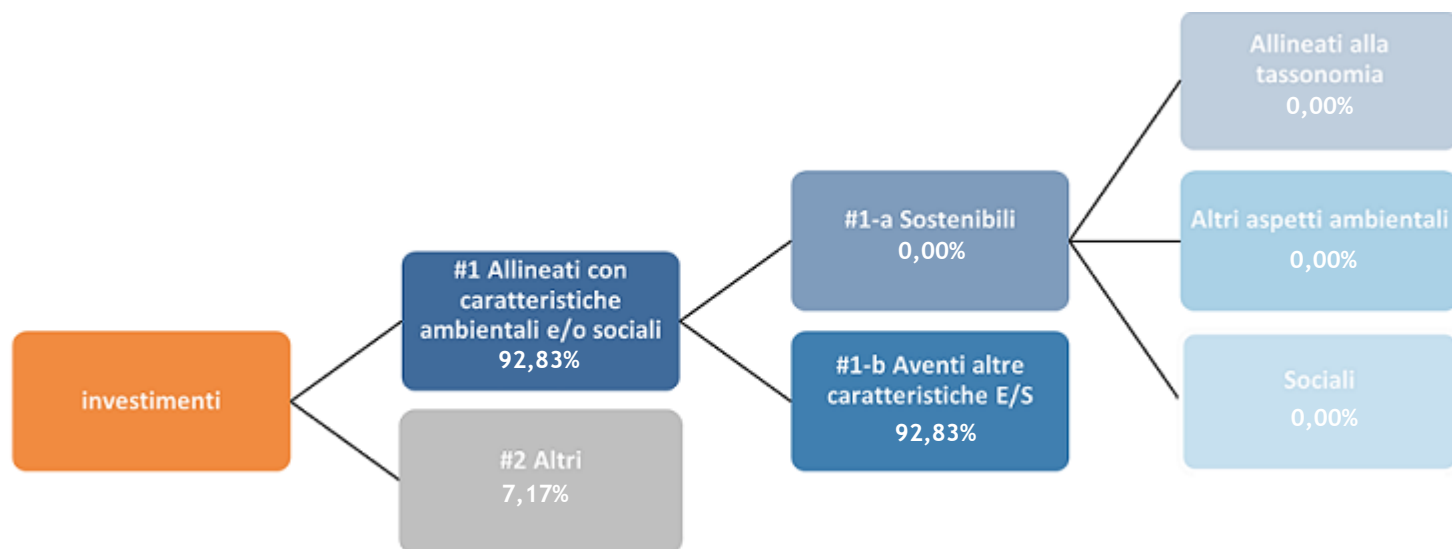 investimenti
#1 Allineati con
caratteristiche
ambientali e/o sociali
92,83%
#2 Altri
7,17%
#1-a Sostenibili
0,00%
#1-b Aventi altre
caratteristiche E/S
92,83%
Allineati alla
tassonomia
0,00%
Altri aspetti ambientali
0,00%
Sociali
0,00%